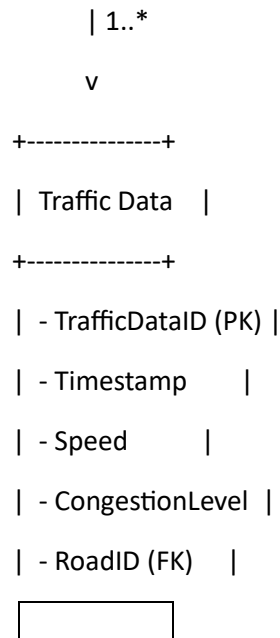 | 1..*
v
+---------------+
| Traffic Data |
+---------------+
| - TrafficDataID (PK) |
| - Timestamp |
| - Speed |
| - CongestionLevel |
| - RoadID (FK) |